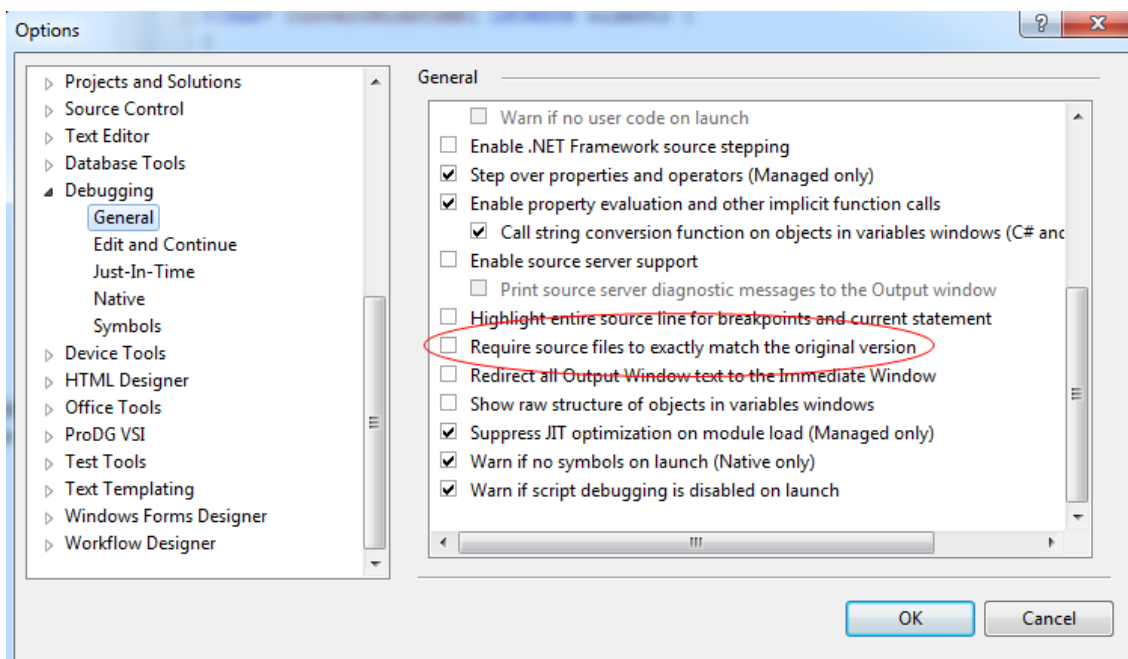 Options
Projects and Solutions
Source Control
Text Editor
Database Tools
Debugging
General
Edit and Continue
Just-In-Time
Native
Symbols
Device Tools
HTML Designer
Office Tools
ProDG VSI
Test Tools
Text Templating
Windows Forms Designer
Workflow Designer
General
Warn if no user code on launch
Enable .NET Framework source stepping
Step over properties and operators (Managed only)
Enable property evaluation and other implicit function calls
Call string conversion function on objects in variables windows (C# and
Enable source server support
Print source server diagnostic messages to the Output window
Highlight entire source line for breakpoints and current statement
Require source files to exactly match the original version
Redirect all Output Window text to the Immediate Window
Show raw structure of objects in variables windows
Suppress JIT optimization on module load (Managed only)
Warn if no symbols on launch (Native only)
Warn if script debugging is disabled on launch
OK
Cancel